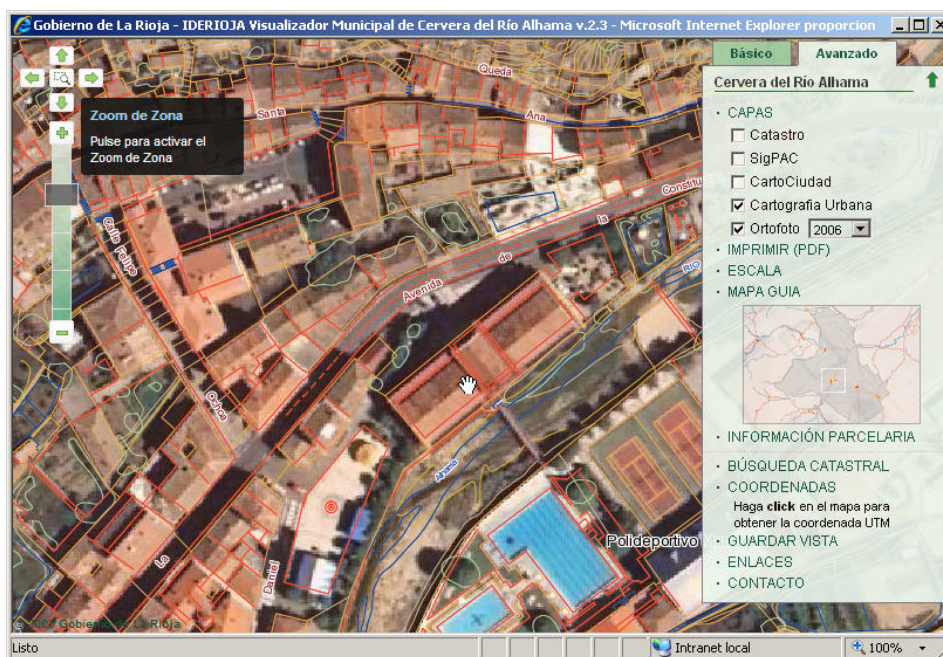 Gobierno de La Rioja - IDERIOJA Visualizador Municipal de Cervera del Río Alhama v.2.3 - Microsoft Internet Explorer proporcion
Básico
Avanzado
Cervera del Río Alhama
Zoom de Zona
Pulse para activar el
Zoom de Zona
CAPAS
Catastro
SigPAC
CartoCiudad
Cartografia Urbana
Ortofoto 2006
IMPRIMIR (PDF)
ESCALA
MAPA GUIA
INFORMACIÓN PARCELARIA
BÚSQUEDA CATASTRAL
COORDENADAS
Haga click en el mapa para
obtener la coordenada UTM
GUARDAR VISTA
ENLACES
CONTACTO
Queda
Santa
Ana
Constitu
la
de
Avenida
RIO
Calle Felipe
Ochoa
Alhama
Polideportivo
La
Daniel
Gobierno de La Rioja
Listo
Intranet local
100%